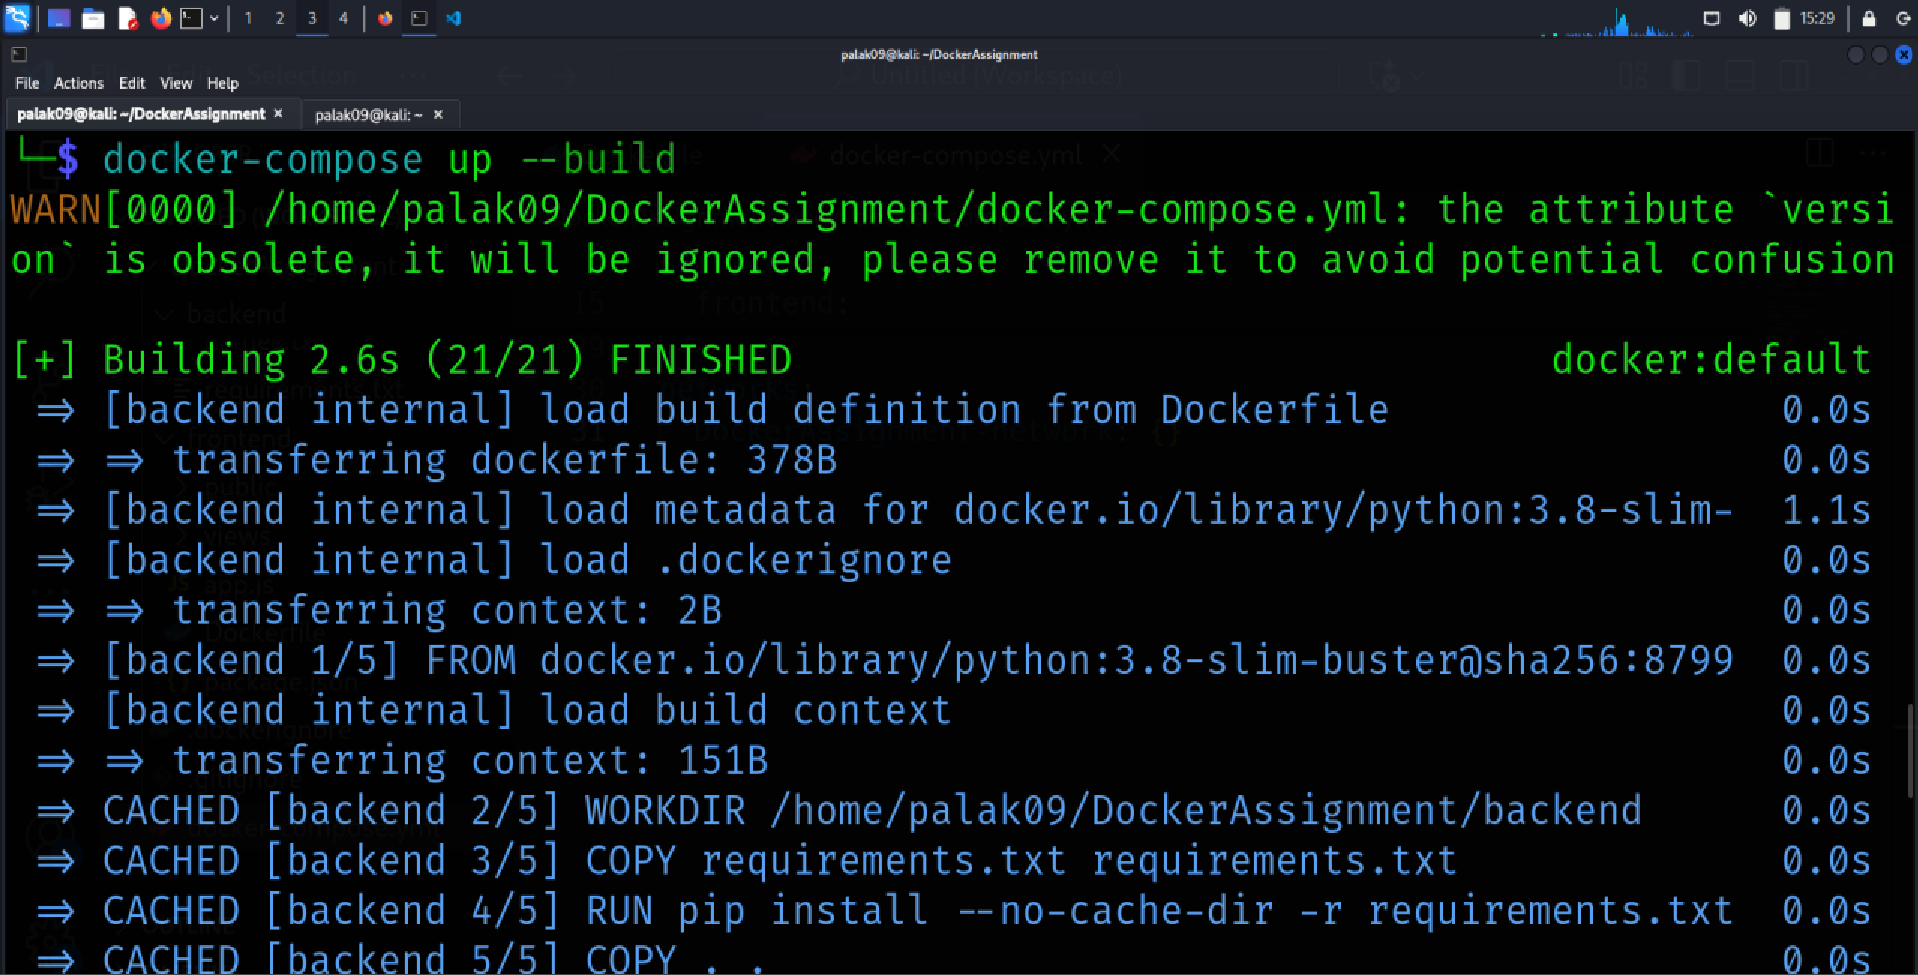 1 2 3 4
15:29
palak09@kali: ~/DockerAssignment
File Actions Edit View Help
palak09@kali: ~/DockerAssignment × palak09@kali: ~ ×
└─$ docker-compose up --build
WARN[0000] /home/palak09/DockerAssignment/docker-compose.yml: the attribute `versi
on` is obsolete, it will be ignored, please remove it to avoid potential confusion
[+] Building 2.6s (21/21) FINISHED docker:default
⇒ [backend internal] load build definition from Dockerfile 0.0s
⇒ ⇒ transferring dockerfile: 378B 0.0s
⇒ [backend internal] load metadata for docker.io/library/python:3.8-slim- 1.1s
⇒ [backend internal] load .dockerignore 0.0s
⇒ ⇒ transferring context: 2B 0.0s
⇒ [backend 1/5] FROM docker.io/library/python:3.8-slim-buster@sha256:8799 0.0s
⇒ [backend internal] load build context 0.0s
⇒ ⇒ transferring context: 151B 0.0s
⇒ CACHED [backend 2/5] WORKDIR /home/palak09/DockerAssignment/backend 0.0s
⇒ CACHED [backend 3/5] COPY requirements.txt requirements.txt 0.0s
⇒ CACHED [backend 4/5] RUN pip install --no-cache-dir -r requirements.txt 0.0s
⇒ CACHED [backend 5/5] COPY . . 0.0s